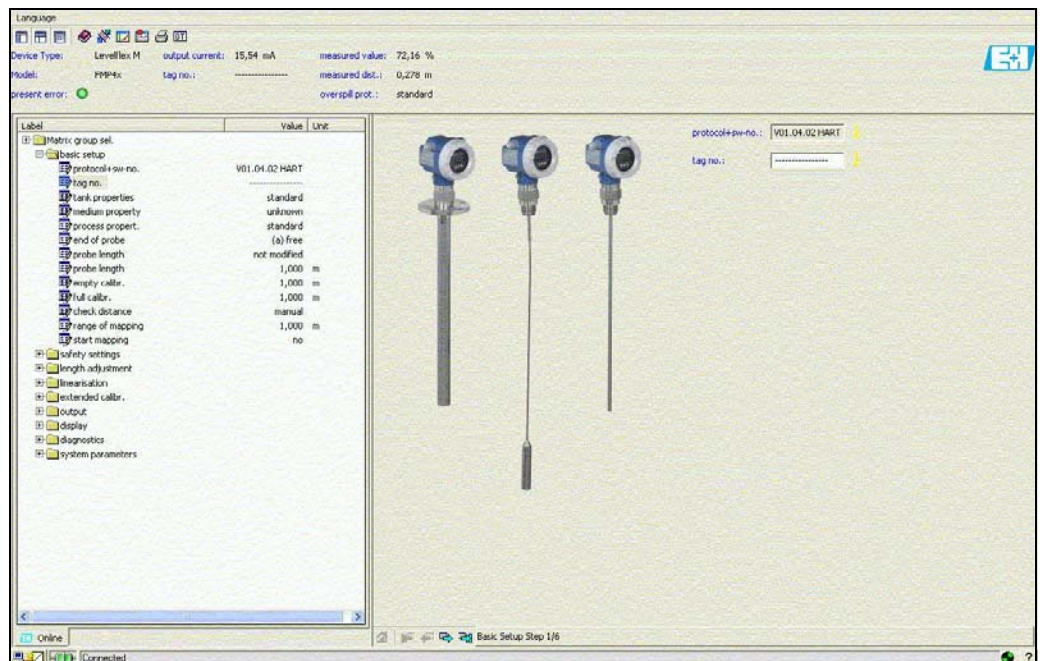 Language
Device Type: Levelflex M output current: 15,54 mA measured value: 72,16 %
Model: FMP4x tag no.: ---------------- measured dist.: 0,278 m
present error: overspil prot.: standard
E+H
Label Value Unit
Matrix group sel.
basic setup
protocol+sw-no. V01.04.02 HART
tag no. ----------------
tank properties standard
medium property unknown
process propert. standard
end of probe (a) free
probe length not modified
probe length 1,000 m
empty calibr. 1,000 m
full calibr. 1,000 m
check distance manual
range of mapping 1,000 m
start mapping no
safety settings
length adjustment
linearisation
extended calibr.
output
display
diagnostics
system parameters
protocol+sw-no.: V01.04.02 HART
tag no.: ----------------
Online
Basic Setup Step 1/6
Connected
?